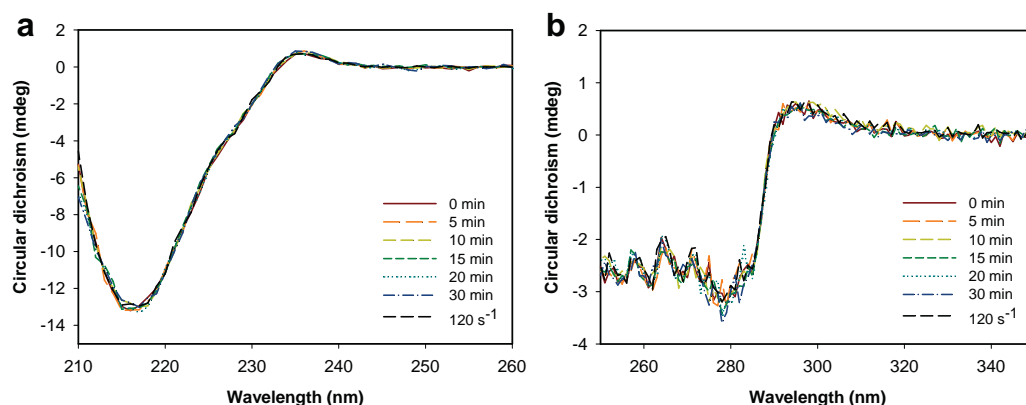 a
Circular dichroism (mdeg)
2
0
-2
-4
-6
-8
-10
-12
-14
210 220 230 240 250 260
Wavelength (nm)
0 min
5 min
10 min
15 min
20 min
30 min
120 s⁻¹
b
Circular dichroism (mdeg)
2
1
0
-1
-2
-3
-4
260 280 300 320 340
Wavelength (nm)
0 min
5 min
10 min
15 min
20 min
30 min
120 s⁻¹